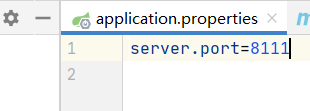 application.properties
1 server.port=8111
2